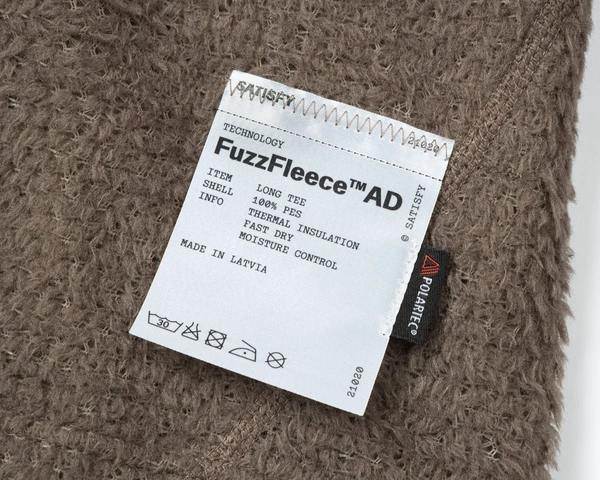 SATISFY
21020
TECHNOLOGY
FuzzFleece™AD
ITEM LONG TEE
SHELL 100% PES
INFO THERMAL INSULATION
FAST DRY
MOISTURE CONTROL
MADE IN LATVIA
© SATISFY
POLARTEC®
30
21020